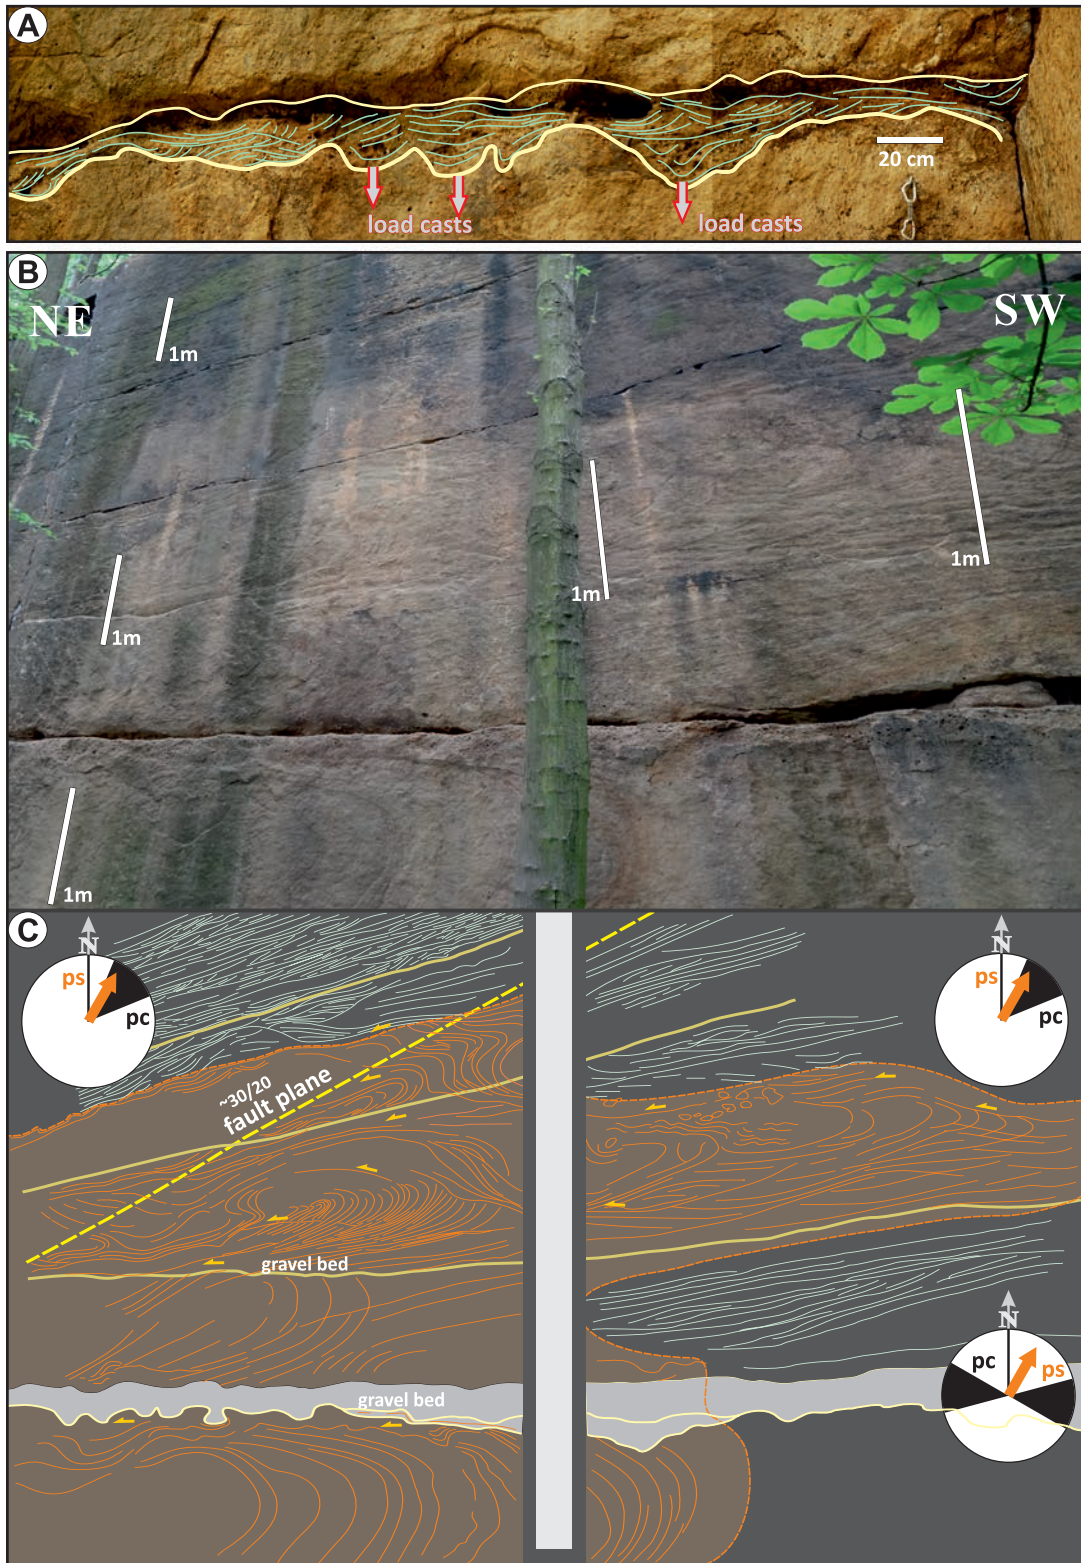 A
20 cm
load casts
load casts
B
NE
SW
1m
1m
1m
1m
1m
C
N
ps
pc
N
ps
pc
~30/20
fault plane
gravel bed
gravel bed
N
pc
ps